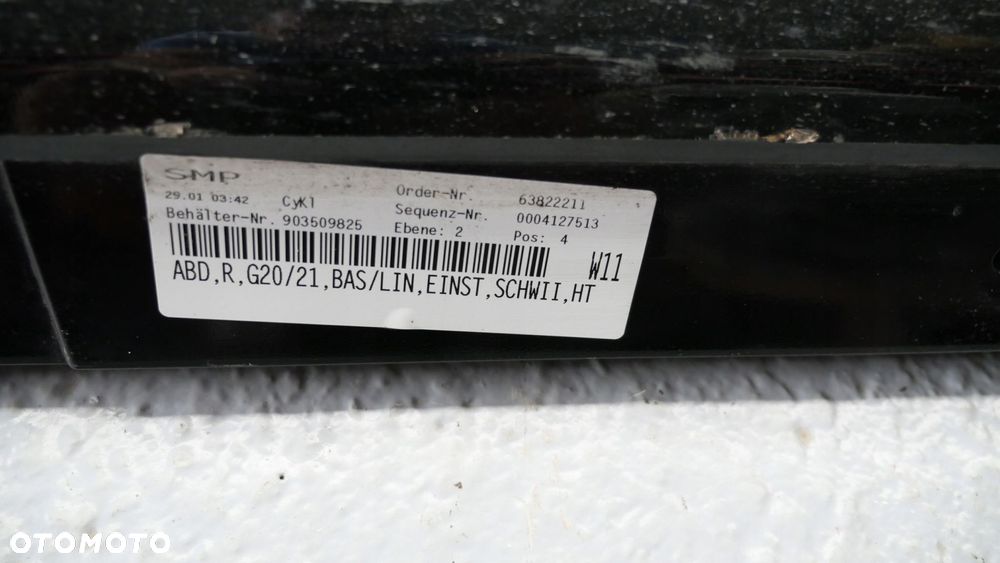 SMP
29.01 03:42 CyKl Order-Nr. 63822211
Behälter-Nr. 903509825 Sequenz-Nr. 0004127513
Ebene: 2 Pos: 4
W11
ABD,R,G20/21,BAS/LIN,EINST,SCHWII,HT
OTOMOTO